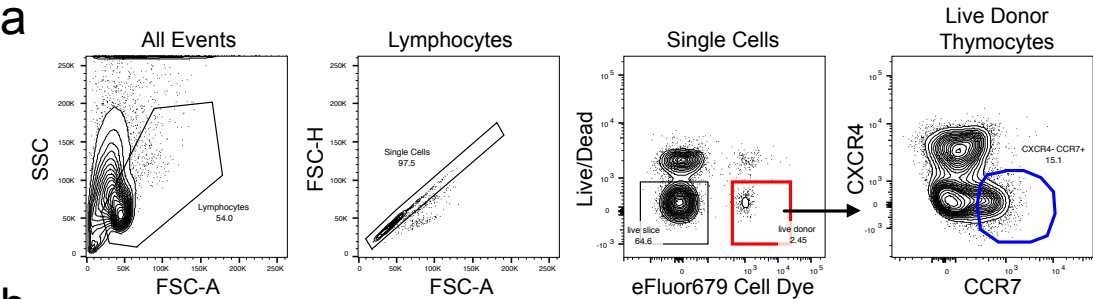 a
All Events
SSC
250K
200K
150K
100K
50K
0
Lymphocytes
54.0
0
50K
100K
150K
200K
250K
FSC-A
Lymphocytes
FSC-H
250K
200K
150K
100K
50K
0
Single Cells
97.5
0
50K
100K
150K
200K
250K
FSC-A
Single Cells
Live/Dead
10^5
10^3
0
-10^3
live slice
64.6
live donor
2.45
0
10^3
10^4
10^5
eFluor679 Cell Dye
Live Donor
Thymocytes
CXCR4
10^5
10^3
0
-10^3
CXCR4- CCR7+
15.1
0
10^3
10^4
CCR7